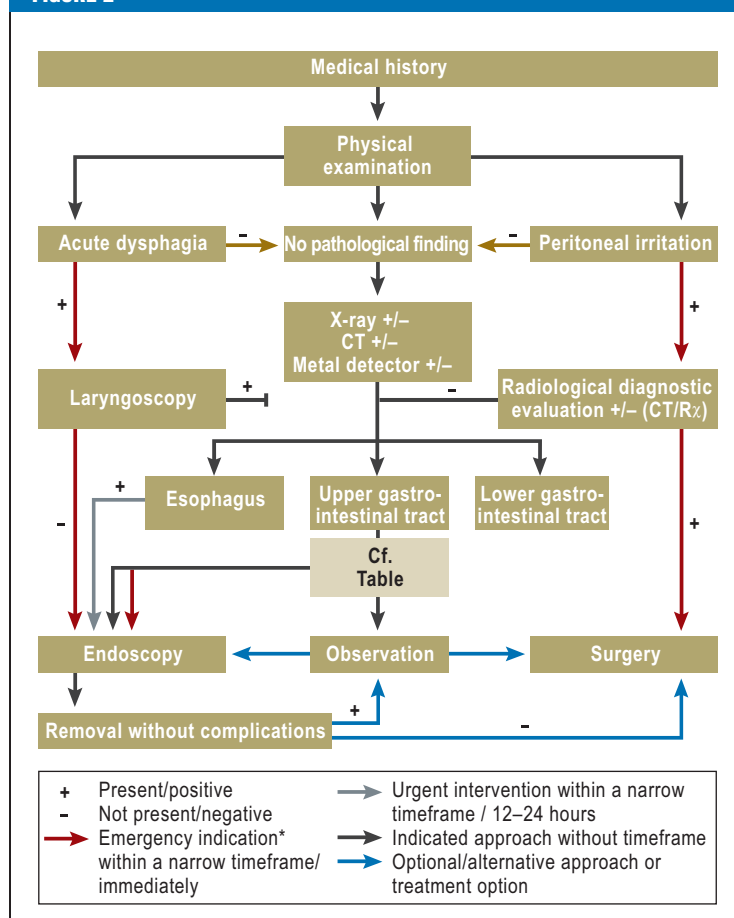 Medical history
Physical
examination
Acute dysphagia
-
No pathological finding
-
Peritoneal irritation
+
X-ray +/–
CT +/–
Metal detector +/–
+
Laryngoscopy
+
-
Radiological diagnostic
evaluation +/– (CT/Rχ)
+
Esophagus
Upper gastro-
intestinal tract
Lower gastro-
intestinal tract
-
+
Cf.
Table
Endoscopy
Observation
Surgery
+
-
Removal without complications
+ Present/positive
- Not present/negative
Emergency indication*
within a narrow timeframe/
immediately
Urgent intervention within a narrow
timeframe / 12–24 hours
Indicated approach without timeframe
Optional/alternative approach or
treatment option